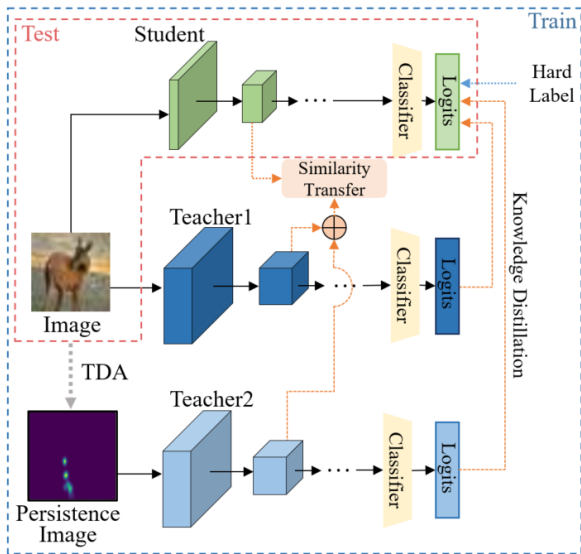 Test
Train
Student
Classifier
Logits
Hard
Label
Similarity
Transfer
Teacher1
Classifier
Logits
Knowledge Distillation
Image
TDA
Teacher2
Classifier
Logits
Persistence
Image